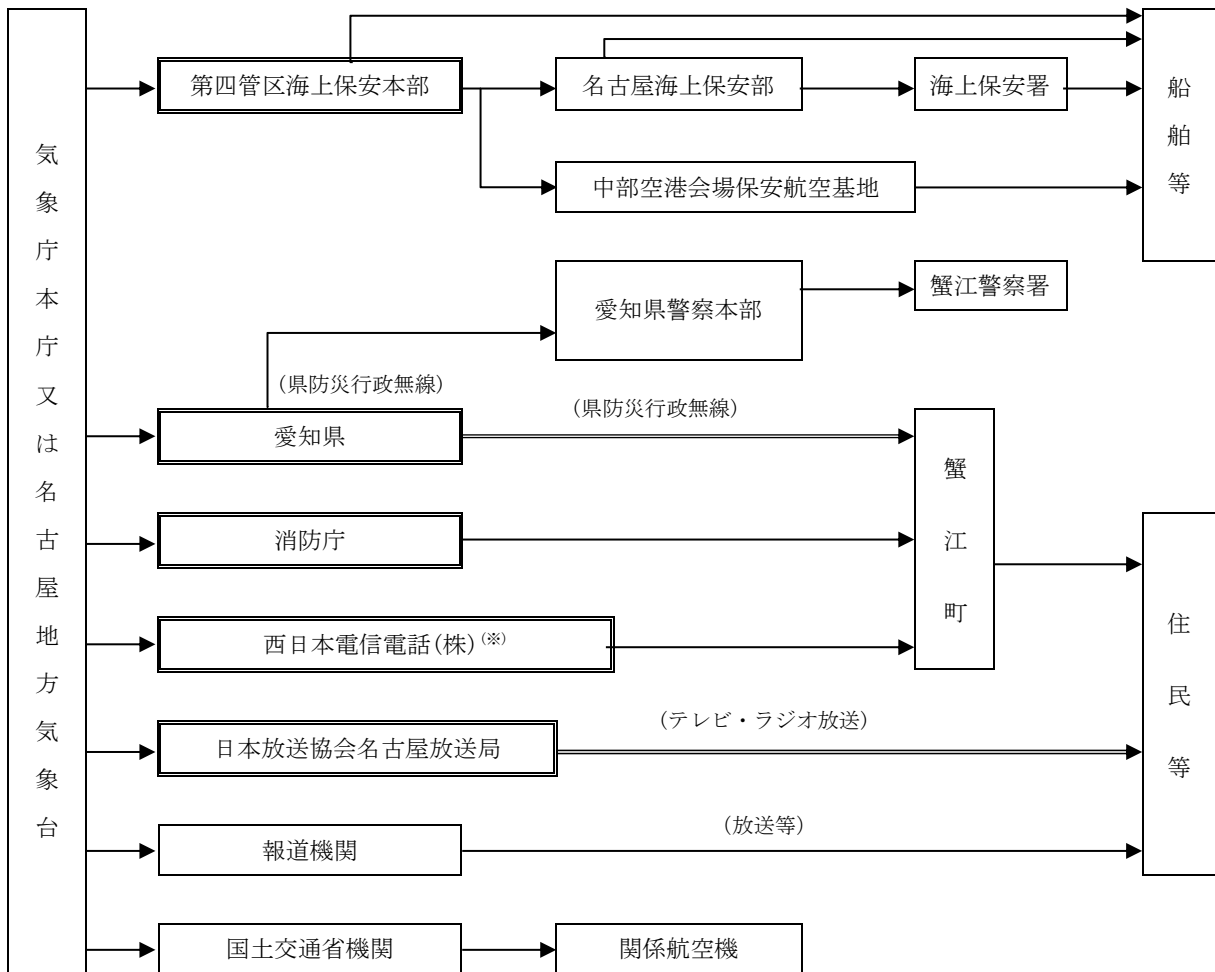 気象庁本庁又は名古屋地方気象台
第四管区海上保安本部
名古屋海上保安部
海上保安署
船舶等
中部空港会場保安航空基地
愛知県警察本部
蟹江警察署
(県防災行政無線)
(県防災行政無線)
愛知県
蟹江町
消防庁
西日本電信電話(株)(※)
住民等
日本放送協会名古屋放送局
(テレビ・ラジオ放送)
報道機関
(放送等)
国土交通省機関
関係航空機